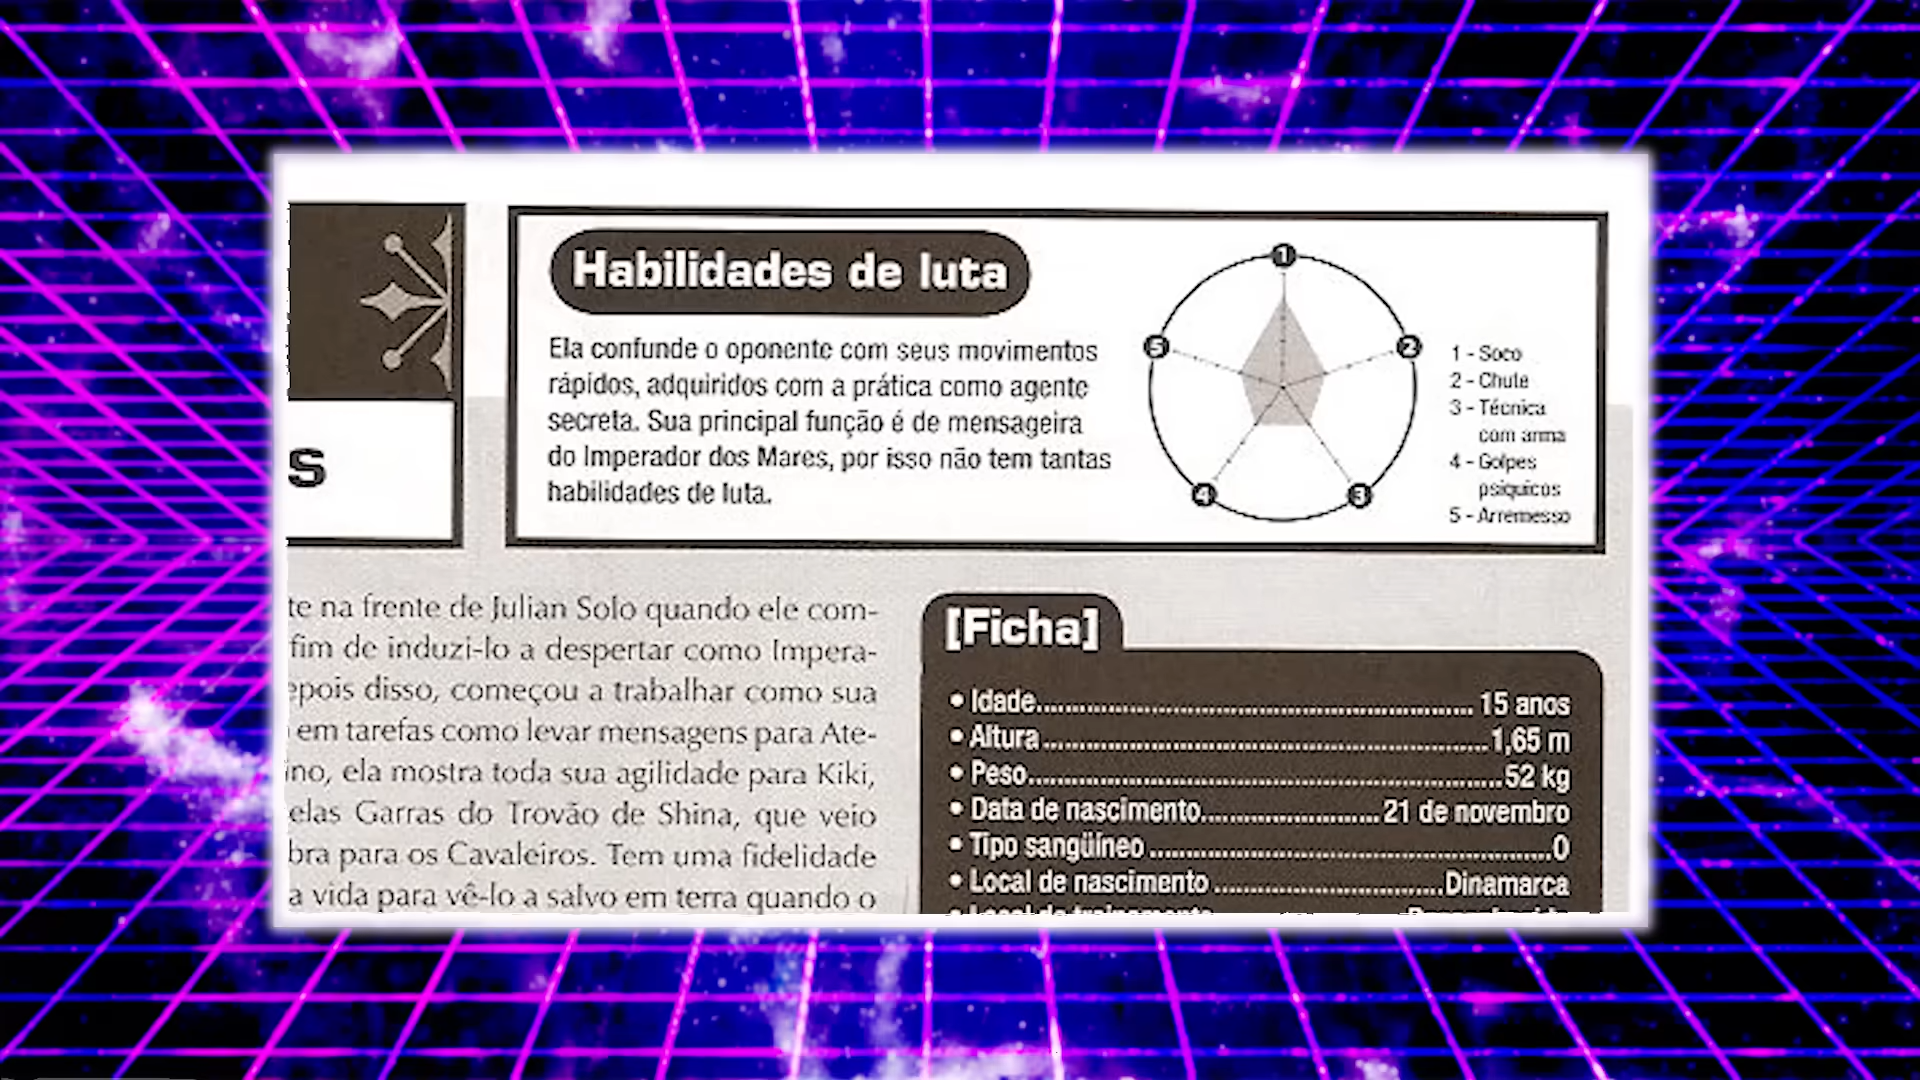 s
Habilidades de luta
Ela confunde o oponente com seus movimentos
rápidos, adquiridos com a prática como agente
secreta. Sua principal função é de mensageira
do Imperador dos Mares, por isso não tem tantas
habilidades de luta.
1
2
3
4
5
1 - Soco
2 - Chute
3 - Técnica
com arma
4 - Golpes
psíquicos
5 - Arremesso
te na frente de Julian Solo quando ele com-
fim de induzi-lo a despertar como Impera-
epois disso, começou a trabalhar como sua
em tarefas como levar mensagens para Ate-
ino, ela mostra toda sua agilidade para Kiki,
elas Garras do Trovão de Shina, que veio
bra para os Cavaleiros. Tem uma fidelidade
a vida para vê-lo a salvo em terra quando o
[Ficha]
• Idade........................ 15 anos
• Altura........................1,65 m
• Peso........................52 kg
• Data de nascimento........................21 de novembro
• Tipo sangüíneo ........................O
• Local de nascimento ........................Dinamarca